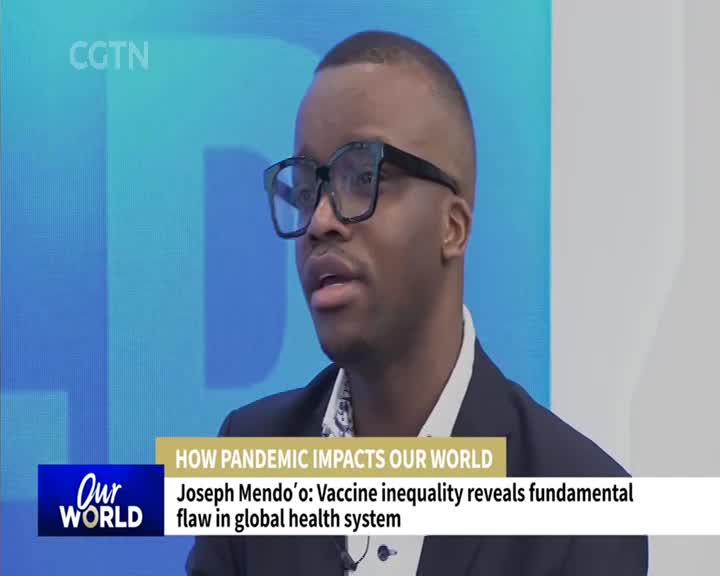 CGTN
LD
HOW PANDEMIC IMPACTS OUR WORLD
Our
WORLD
Joseph Mendo’o: Vaccine inequality reveals fundamental
flaw in global health system